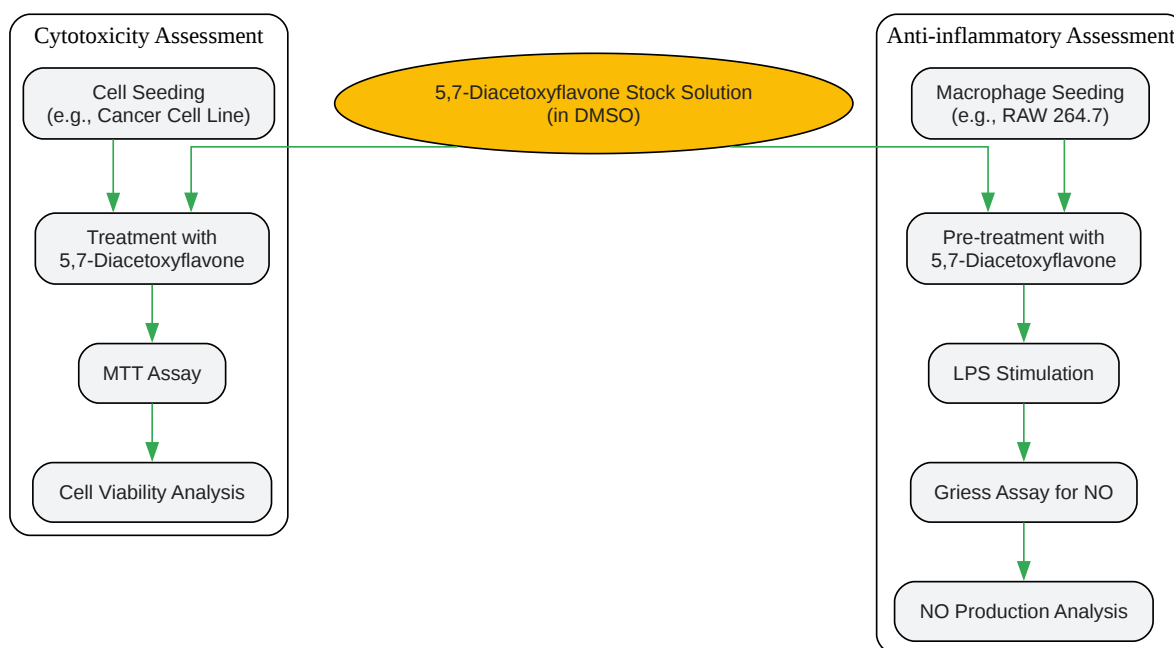 Cytotoxicity Assessment
Cell Seeding
(e.g., Cancer Cell Line)
Treatment with
5,7-Diacetoxyflavone
MTT Assay
Cell Viability Analysis
5,7-Diacetoxyflavone Stock Solution
(in DMSO)
Anti-inflammatory Assessment
Macrophage Seeding
(e.g., RAW 264.7)
Pre-treatment with
5,7-Diacetoxyflavone
LPS Stimulation
Griess Assay for NO
NO Production Analysis